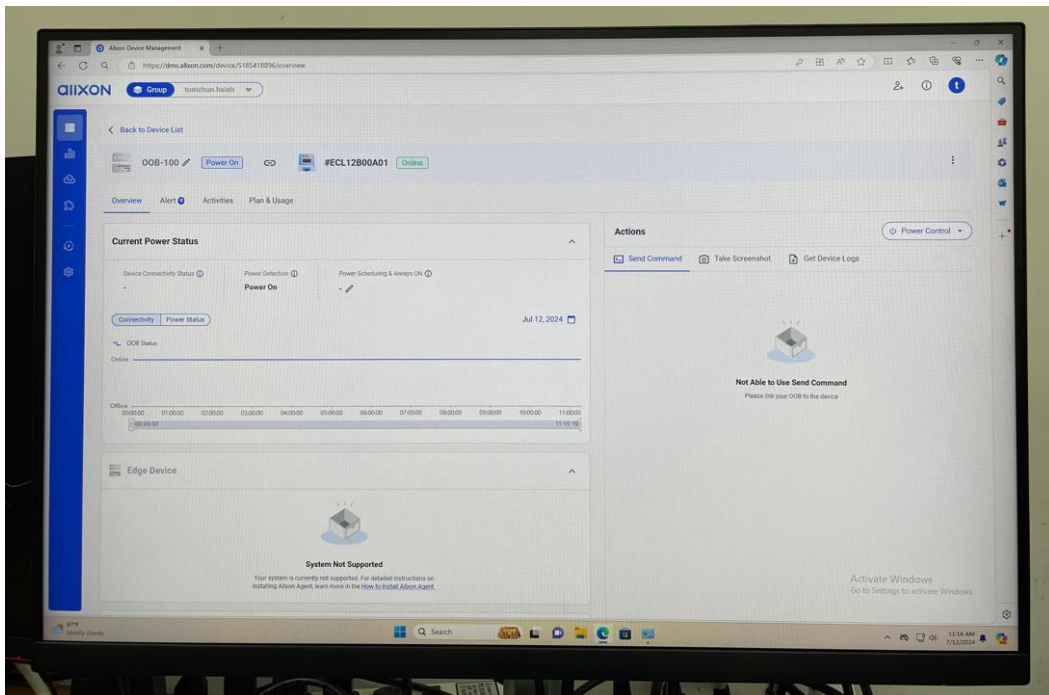 Allxon Device Management
https://dms.allxon.com/device/5185418896/overview
allxon
Group
tomchun.hsieh
Back to Device List
OOB-100
Power On
#ECL12B00A01
Online
Overview
Alert
Activities
Plan & Usage
Current Power Status
Device Connectivity Status
Power Detection
Power Scheduling & Always ON
-
Power On
-
Connectivity
Power Status
Jul 12, 2024
OOB Status
Online
Offline
00:00:00 01:00:00 02:00:00 03:00:00 04:00:00 05:00:00 06:00:00 07:00:00 08:00:00 09:00:00 10:00:00 11:00:00
00:00:00
Edge Device
System Not Supported
Your system is currently not supported. For detailed instructions on
installing Allxon Agent, learn more in the How to Install Allxon Agent.
Actions
Power Control
Send Command
Take Screenshot
Get Device Logs
Not Able to Use Send Command
Please link your OOB to the device
Activate Windows
Go to Settings to activate Windows.
87°F
Mostly cloudy
Search
11:16 AM
7/12/2024